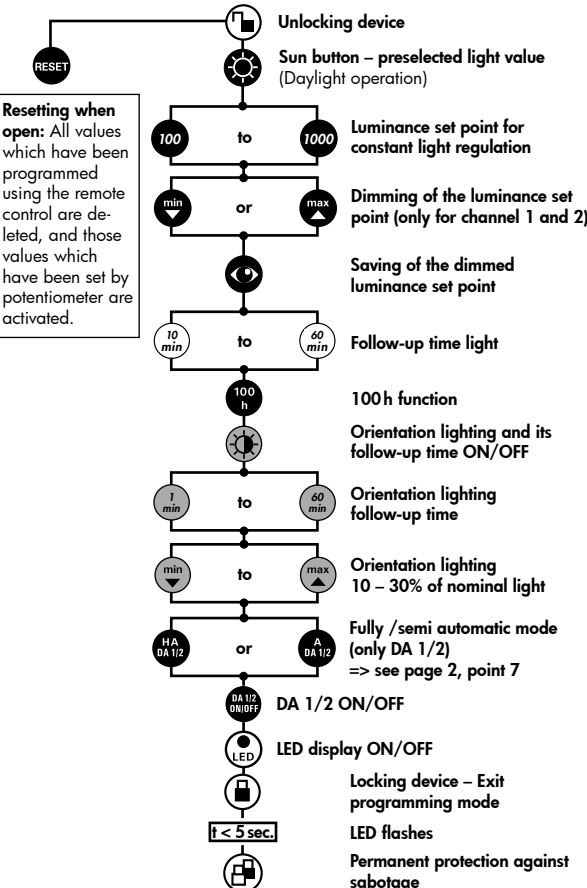 Unlocking device
RESET
Sun button – preselected light value
(Daylight operation)
Resetting when
open: All values
which have been
programmed
using the remote
control are de-
leted, and those
values which
have been set by
potentiometer are
activated.
100 to 1000
Luminance set point for
constant light regulation
min or max
Dimming of the luminance set
point (only for channel 1 and 2)
Saving of the dimmed
luminance set point
10 min to 60 min
Follow-up time light
100 h
100 h function
Orientation lighting and its
follow-up time ON/OFF
1 min to 60 min
Orientation lighting
follow-up time
min to max
Orientation lighting
10 – 30% of nominal light
HA DA 1/2 or A DA 1/2
Fully /semi automatic mode
(only DA 1/2)
=> see page 2, point 7
DA 1/2 ON/OFF
DA 1/2 ON/OFF
LED
LED display ON/OFF
Locking device – Exit
programming mode
t < 5 sec.
LED flashes
Permanent protection against
sabotage